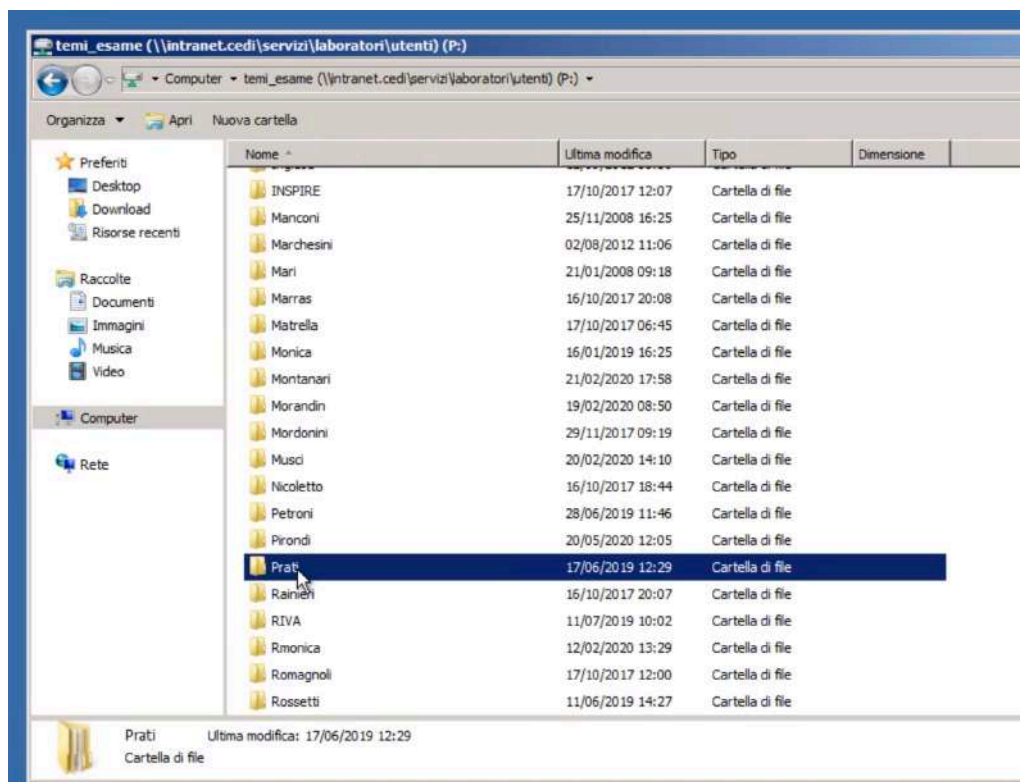 temi_esame (\\intranet.cedi\servizi\laboratori\utenti) (P:)
Computer temi_esame (\\intranet.cedi\servizi\laboratori\utenti) (P:)
Organizza Apri Nuova cartella
Preferiti
Desktop
Download
Risorse recenti
Raccolte
Documenti
Immagini
Musica
Video
Computer
Rete
Nome Ultima modifica Tipo Dimensione
INSPIRE 17/10/2017 12:07 Cartella di file
Manconi 25/11/2008 16:25 Cartella di file
Marchesini 02/08/2012 11:06 Cartella di file
Mari 21/01/2008 09:18 Cartella di file
Marras 16/10/2017 20:08 Cartella di file
Matrella 17/10/2017 06:45 Cartella di file
Monica 16/01/2019 16:25 Cartella di file
Montanari 21/02/2020 17:58 Cartella di file
Morandin 19/02/2020 08:50 Cartella di file
Mordonini 29/11/2017 09:19 Cartella di file
Musci 20/02/2020 14:10 Cartella di file
Nicoletto 16/10/2017 18:44 Cartella di file
Petroni 28/06/2019 11:46 Cartella di file
Pirondi 20/05/2020 12:05 Cartella di file
Prati 17/06/2019 12:29 Cartella di file
Rainieri 16/10/2017 20:07 Cartella di file
RIVA 11/07/2019 10:02 Cartella di file
Rmonica 12/02/2020 13:29 Cartella di file
Romagnoli 17/10/2017 12:00 Cartella di file
Rossetti 11/06/2019 14:27 Cartella di file
Prati Ultima modifica: 17/06/2019 12:29
Cartella di file